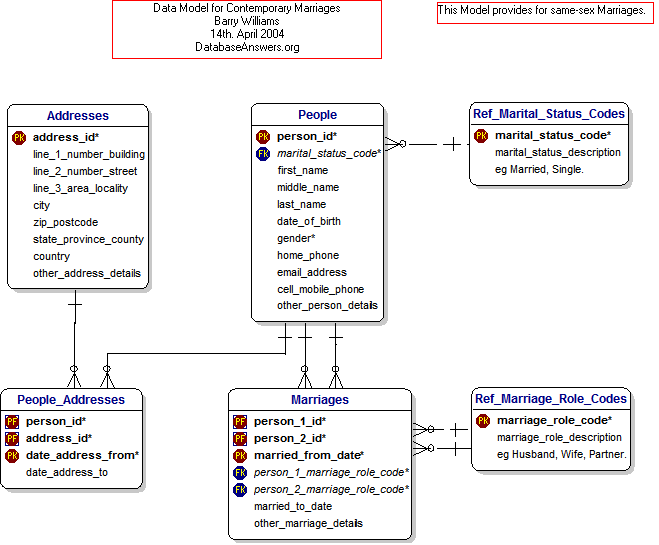 Data Model for Contemporary Marriages
Barry Williams
14th. April 2004
DatabaseAnswers.org
This Model provides for same-sex Marriages.
Addresses
PK address_id*
line_1_number_building
line_2_number_street
line_3_area_locality
city
zip_postcode
state_province_county
country
other_address_details
People
PK person_id*
FK marital_status_code*
first_name
middle_name
last_name
date_of_birth
gender*
home_phone
email_address
cell_mobile_phone
other_person_details
Ref_Marital_Status_Codes
PK marital_status_code*
marital_status_description
eg Married, Single.
People_Addresses
PF person_id*
PF address_id*
PK date_address_from*
date_address_to
Marriages
PF person_1_id*
PF person_2_id*
PK married_from_date*
FK person_1_marriage_role_code*
FK person_2_marriage_role_code*
married_to_date
other_marriage_details
Ref_Marriage_Role_Codes
PK marriage_role_code*
marriage_role_description
eg Husband, Wife, Partner.